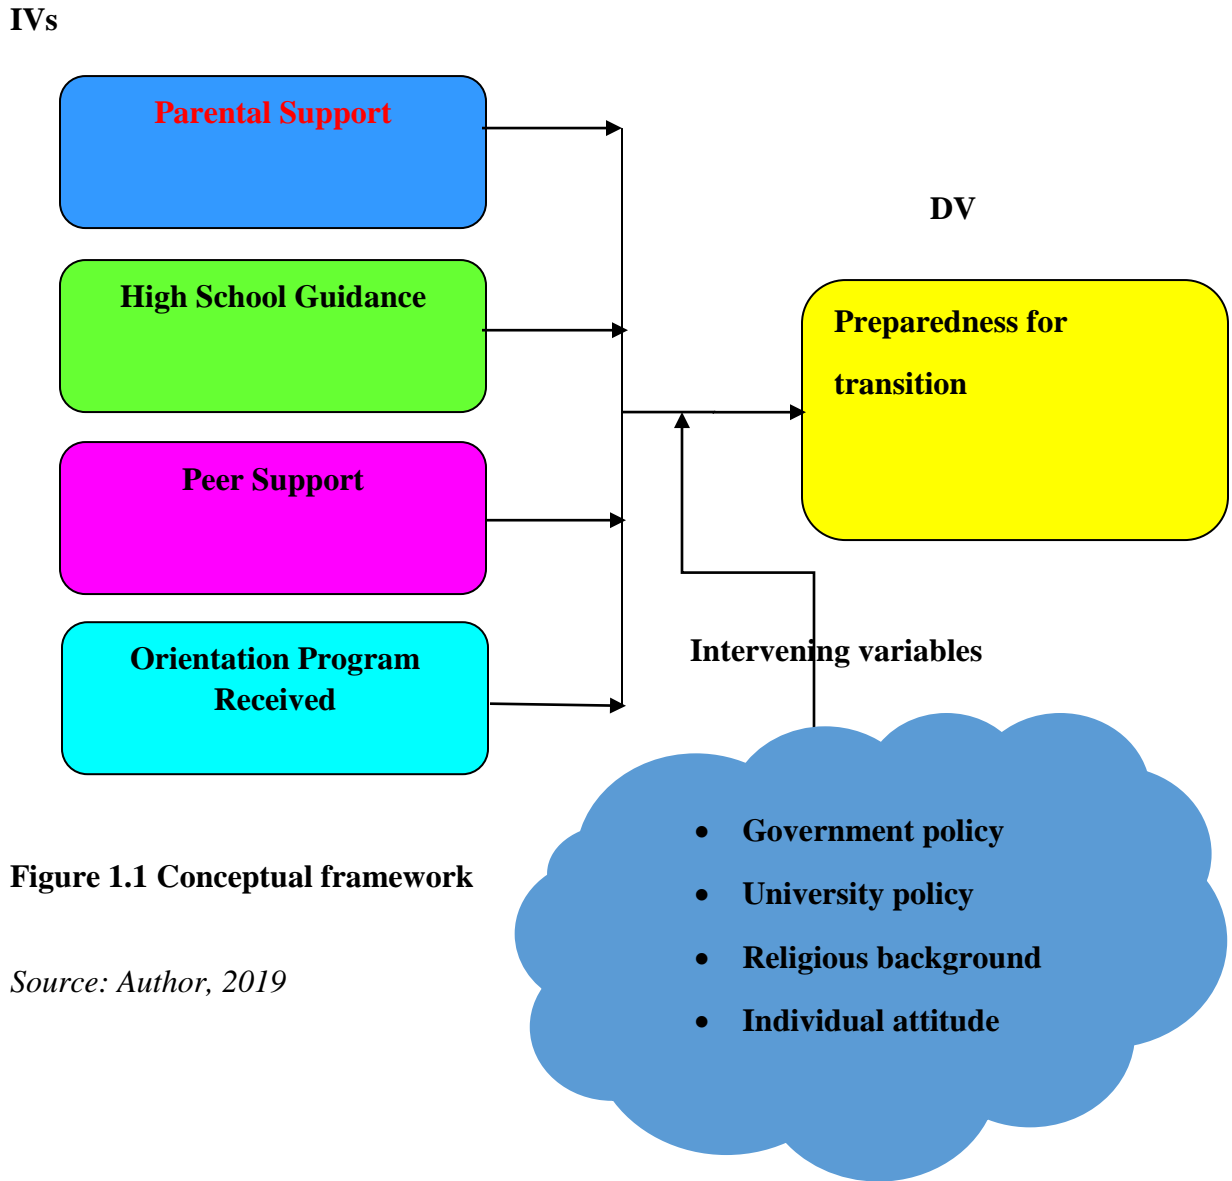 IVs
Parental Support
DV
High School Guidance
Preparedness for
transition
Peer Support
Orientation Program
Received
Intervening variables
• Government policy
• University policy
• Religious background
• Individual attitude
Figure 1.1 Conceptual framework
Source: Author, 2019